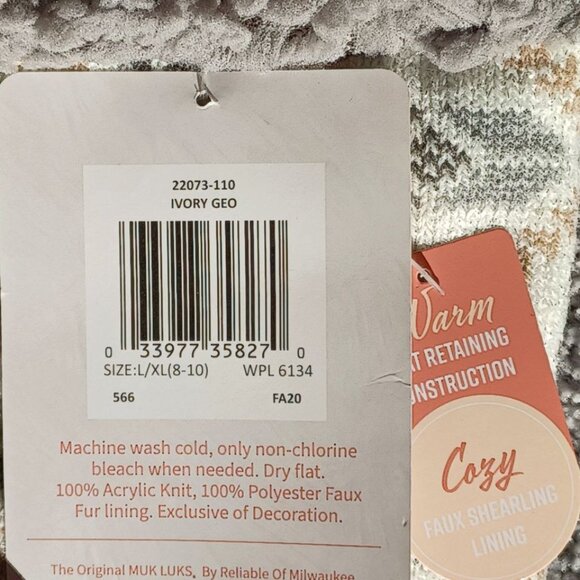 22073-110
IVORY GEO
0 33977 35827 0
SIZE:L/XL(8-10) WPL 6134
566 FA20
Machine wash cold, only non-chlorine
bleach when needed. Dry flat.
100% Acrylic Knit, 100% Polyester Faux
Fur lining. Exclusive of Decoration.
The Original MUK LUKS, By Reliable Of Milwaukee
Warm
RETAINING
Cozy
FAUX SHEARLING
LINING